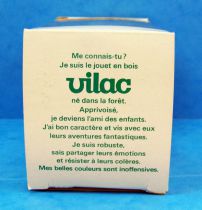 Me connais-tu ?
Je suis le jouet en bois
vilac
né dans la forêt.
Apprivoisé,
je deviens l'ami des enfants.
J'ai bon caractère et vis avec eux
leurs aventures fantastiques.
Je suis robuste,
sais partager leurs émotions
et résister à leurs colères.
Mes belles couleurs sont inoffensives.